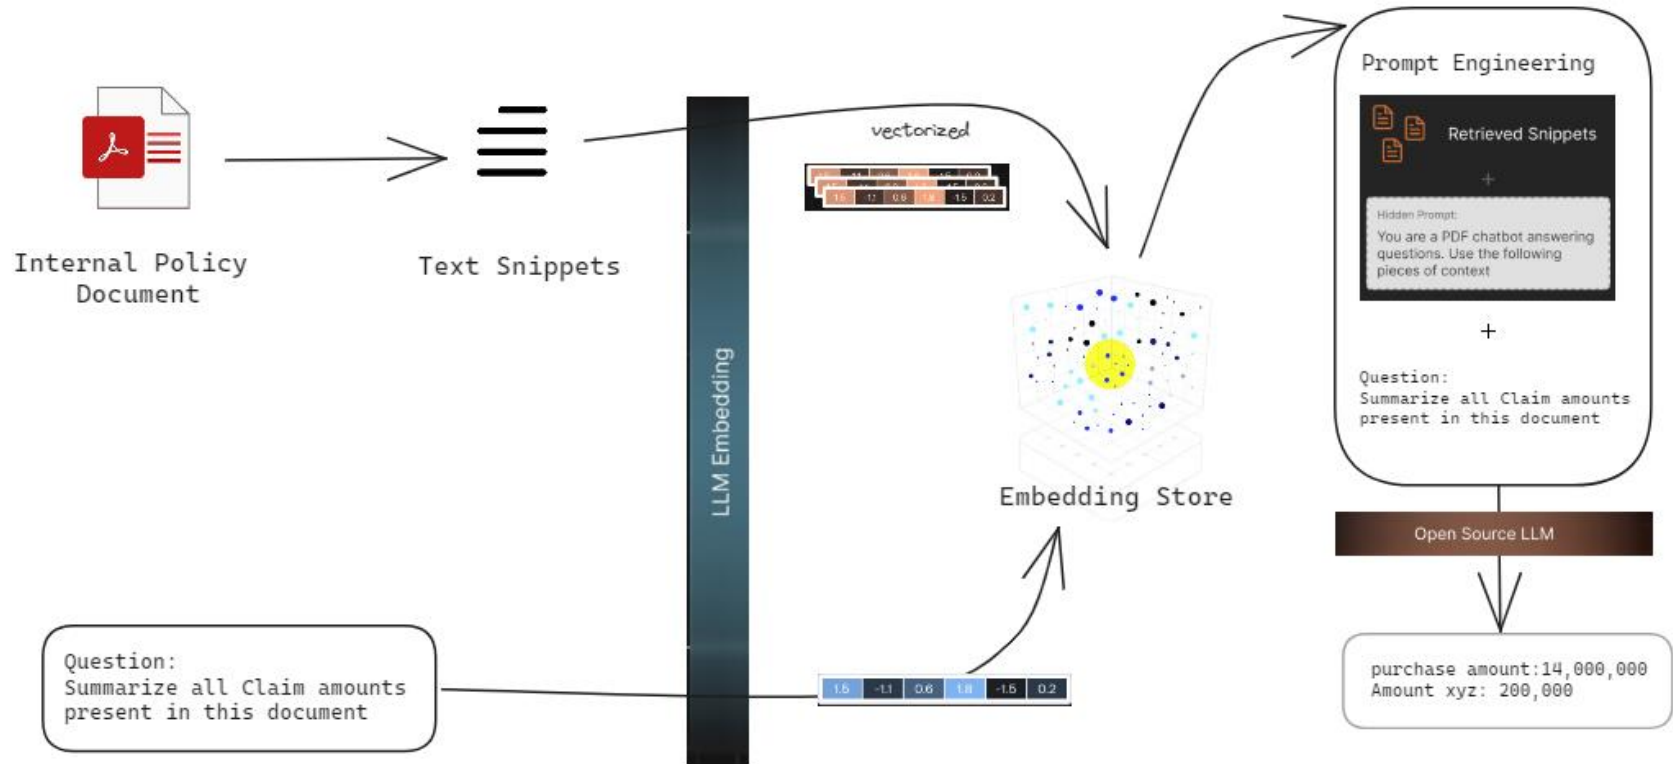 Internal Policy
Document
Text Snippets
LLM Embedding
vectorized
1.5 -1.1 0.6 1.8 -1.5 0.2
Embedding Store
Question:
Summarize all Claim amounts
present in this document
1.5 -1.1 0.6 1.8 -1.5 0.2
Prompt Engineering
Retrieved Snippets
+
Hidden Prompt:
You are a PDF chatbot answering
questions. Use the following
pieces of context
+
Question:
Summarize all Claim amounts
present in this document
Open Source LLM
purchase amount:14,000,000
Amount xyz: 200,000